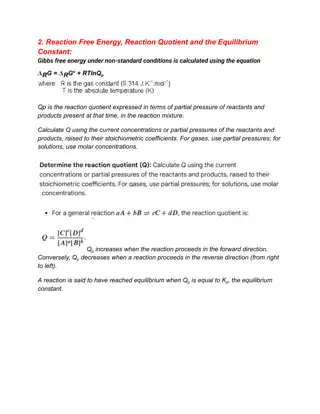 2. Reaction Free Energy, Reaction Quotient and the Equilibrium
Constant:
Gibbs free energy under non-standard conditions is calculated using the equation
ΔRG = ΔRG° + RTlnQp
where R is the gas constant (8.314 J K⁻¹ mol⁻¹)
T is the absolute temperature (K)
Qp is the reaction quotient expressed in terms of partial pressure of reactants and
products present at that time, in the reaction mixture.
Calculate Q using the current concentrations or partial pressures of the reactants and
products, raised to their stoichiometric coefficients. For gases, use partial pressures; for
solutions, use molar concentrations.
Determine the reaction quotient (Q): Calculate Q using the current
concentrations or partial pressures of the reactants and products, raised to their
stoichiometric coefficients. For gases, use partial pressures; for solutions, use molar
concentrations.
• For a general reaction aA + bB ⇌ cC + dD, the reaction quotient is:
Q = [C]^c[D]^d / [A]^a[B]^b.
Qp increases when the reaction proceeds in the forward direction.
Conversely, Qp decreases when a reaction proceeds in the reverse direction (from right
to left).
A reaction is said to have reached equilibrium when Qp is equal to Kp, the equilibrium
constant.